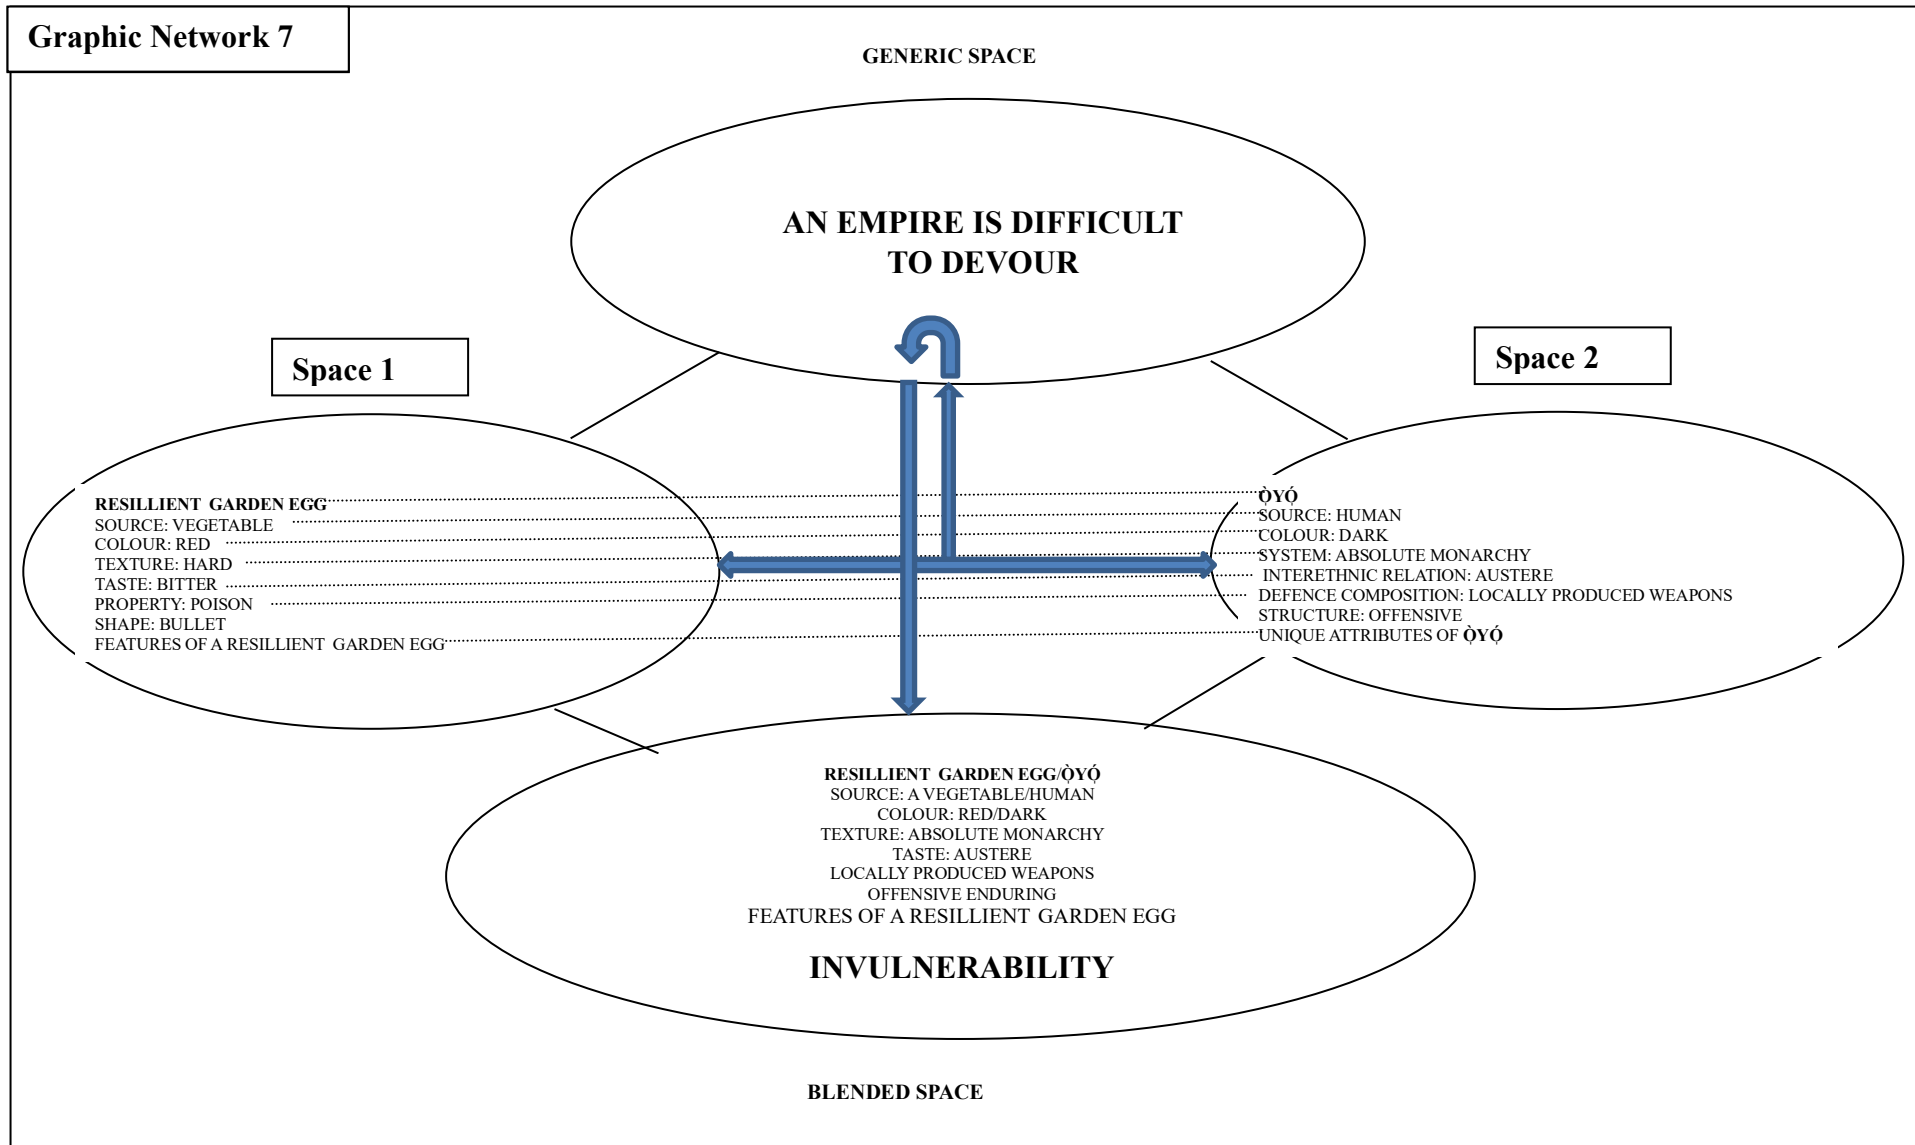 Graphic Network 7
GENERIC SPACE
AN EMPIRE IS DIFFICULT
TO DEVOUR
Space 1
Space 2
RESILLIENT GARDEN EGG
SOURCE: VEGETABLE
COLOUR: RED
TEXTURE: HARD
TASTE: BITTER
PROPERTY: POISON
SHAPE: BULLET
FEATURES OF A RESILLIENT GARDEN EGG
Ọ̀YỌ́
SOURCE: HUMAN
COLOUR: DARK
SYSTEM: ABSOLUTE MONARCHY
INTERETHNIC RELATION: AUSTERE
DEFENCE COMPOSITION: LOCALLY PRODUCED WEAPONS
STRUCTURE: OFFENSIVE
UNIQUE ATTRIBUTES OF Ọ̀YỌ́
RESILLIENT GARDEN EGG/Ọ̀YỌ́
SOURCE: A VEGETABLE/HUMAN
COLOUR: RED/DARK
TEXTURE: ABSOLUTE MONARCHY
TASTE: AUSTERE
LOCALLY PRODUCED WEAPONS
OFFENSIVE ENDURING
FEATURES OF A RESILLIENT GARDEN EGG
INVULNERABILITY
BLENDED SPACE